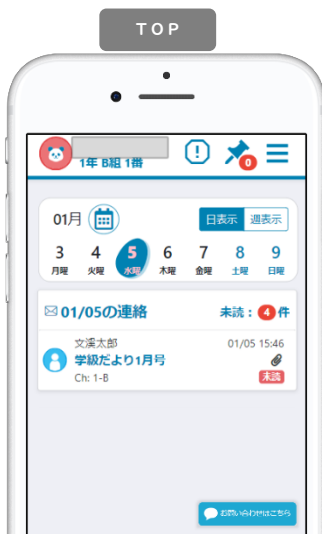 TOP
1年 B組 1番
0
01月
日表示 週表示
3 4 5 6 7 8 9
月曜 火曜 水曜 木曜 金曜 土曜 日曜
01/05の連絡 未読： 4 件
文溪太郎 01/05 15:46
学級だより1月号
Ch: 1-B 未読
お問い合わせはこちら